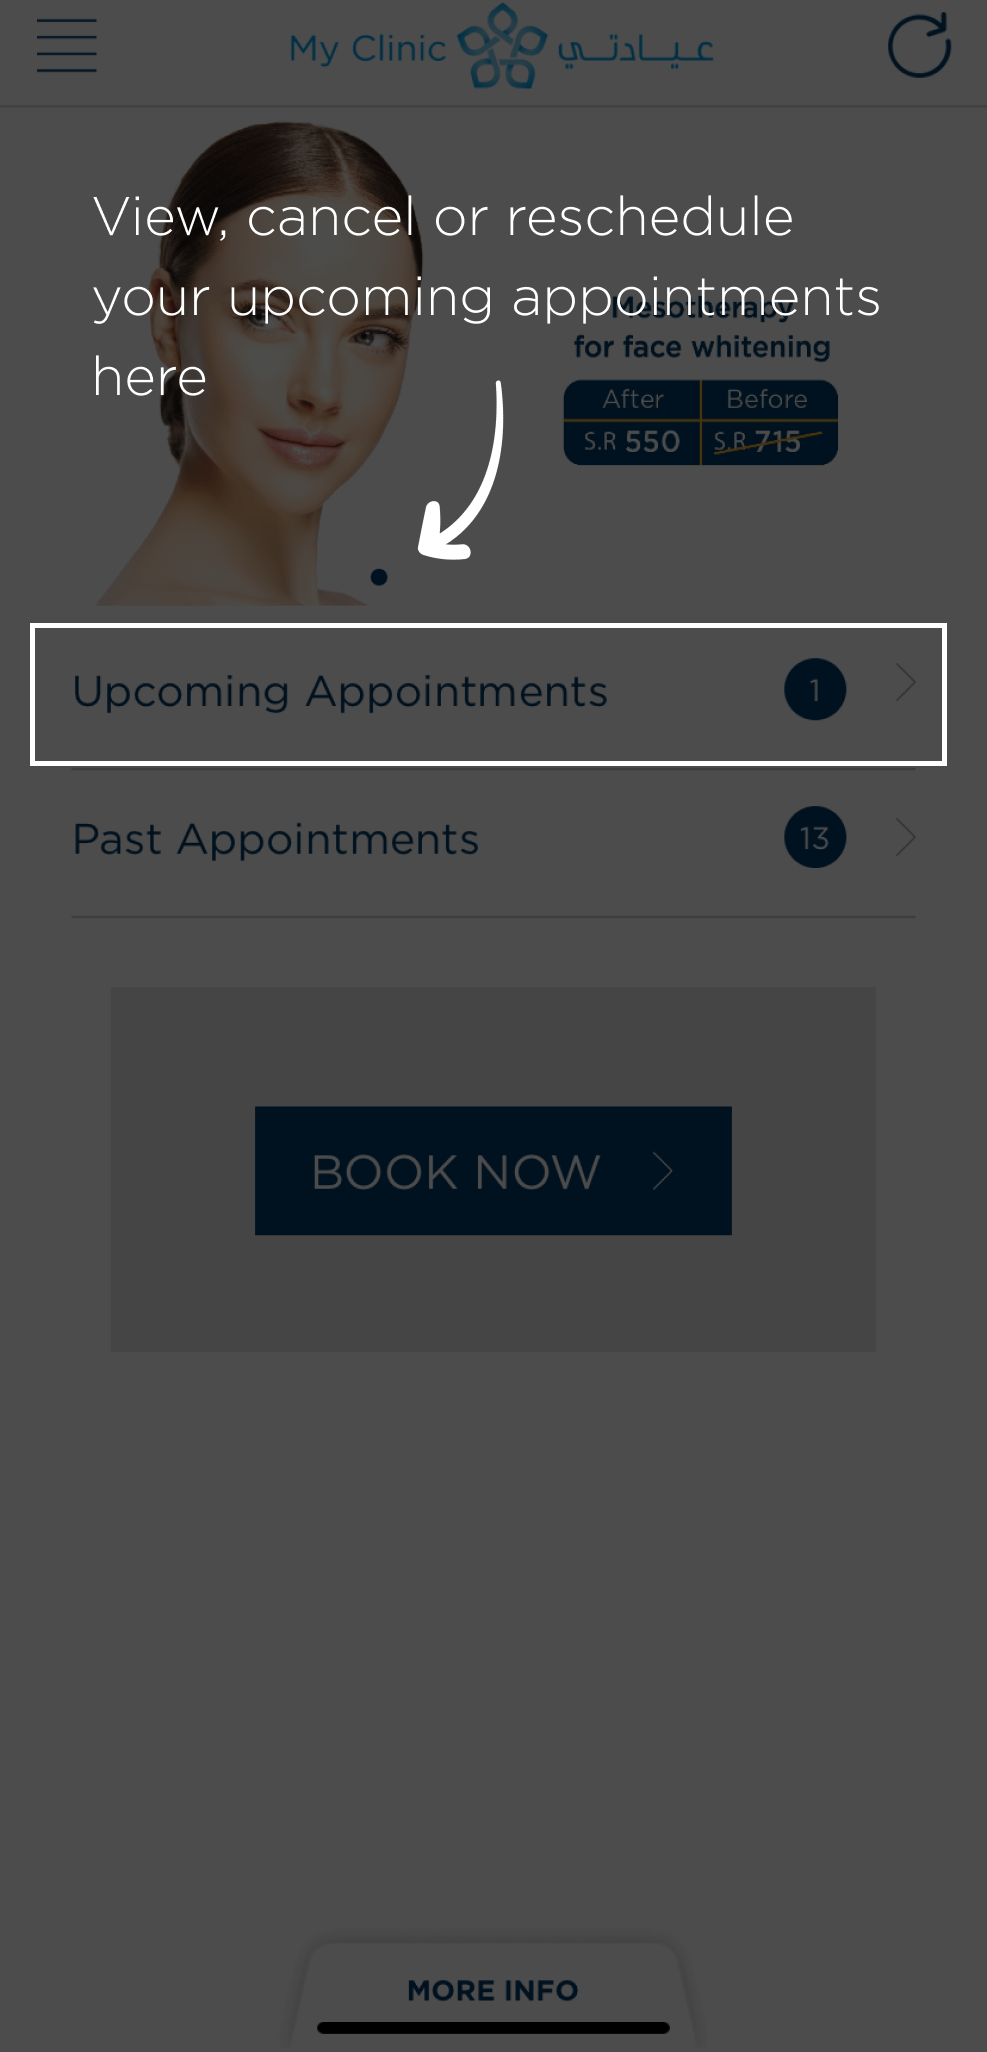 My Clinic عيادتي
View, cancel or reschedule
your upcoming appointments
here
Mesotherapy
for face whitening
After Before
S.R 550 S.R 715
Upcoming Appointments 1
Past Appointments 13
BOOK NOW
MORE INFO